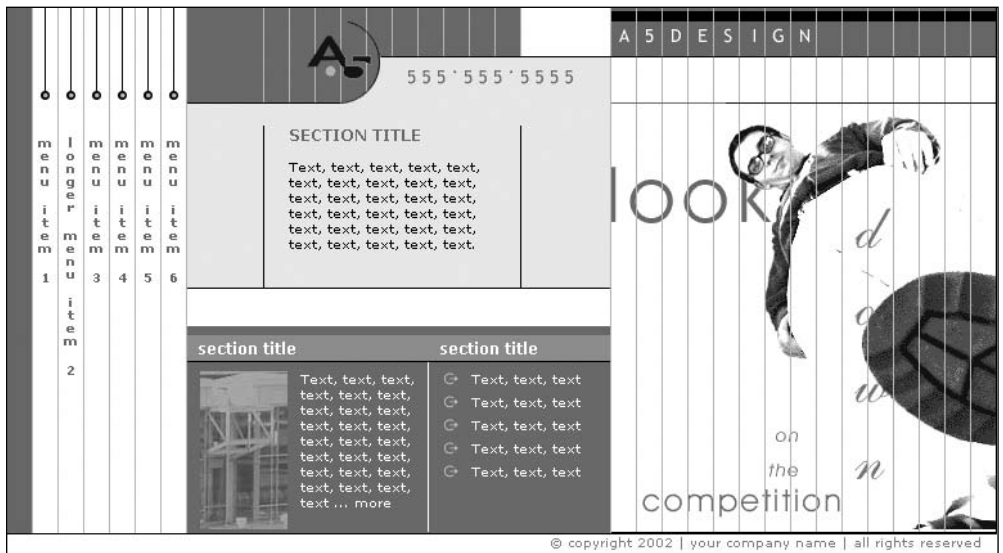 menu item 1
longer menu item 2
menu item 3
menu item 4
menu item 5
menu item 6
A5
555·555·5555
A5DESIGN
SECTION TITLE
Text, text, text, text, text,
text, text, text, text, text,
text, text, text, text, text,
text, text, text, text, text,
text, text, text, text, text,
text, text, text, text, text.
look
down
on
the
competition
section title
Text, text, text,
text, text, text,
text, text, text,
text, text, text,
text, text, text,
text, text, text,
text, text, text,
text, text, text,
text ... more
section title
Text, text, text
Text, text, text
Text, text, text
Text, text, text
Text, text, text
© copyright 2002 | your company name | all rights reserved